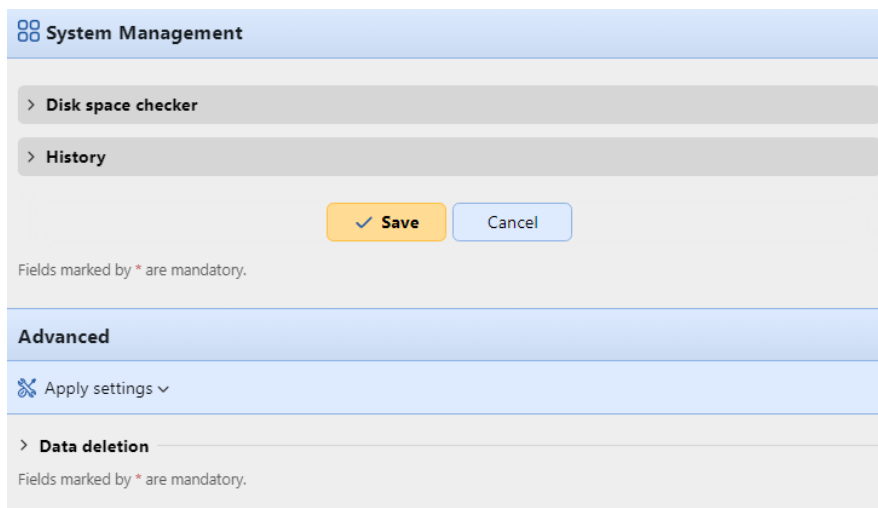 System Management
Disk space checker
History
Save
Cancel
Fields marked by * are mandatory.
Advanced
Apply settings
Data deletion
Fields marked by * are mandatory.